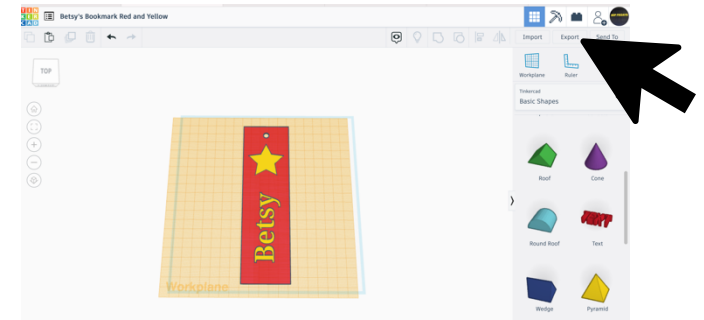 TIN
KER
CAD
Betsy's Bookmark Red and Yellow
Import Export Send To
TOP
Workplane Ruler
Tinkercad
Basic Shapes
Betsy
Workplane
Roof Cone
TEXT
Round Roof Text
Wedge Pyramid